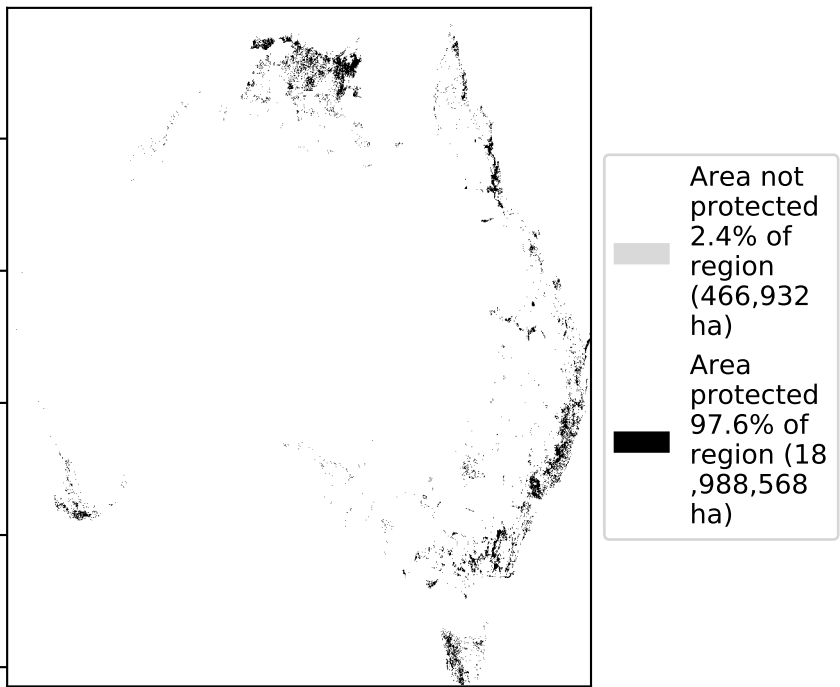 Area not
protected
2.4% of
region
(466,932
ha)
Area
protected
97.6% of
region (18
,988,568
ha)